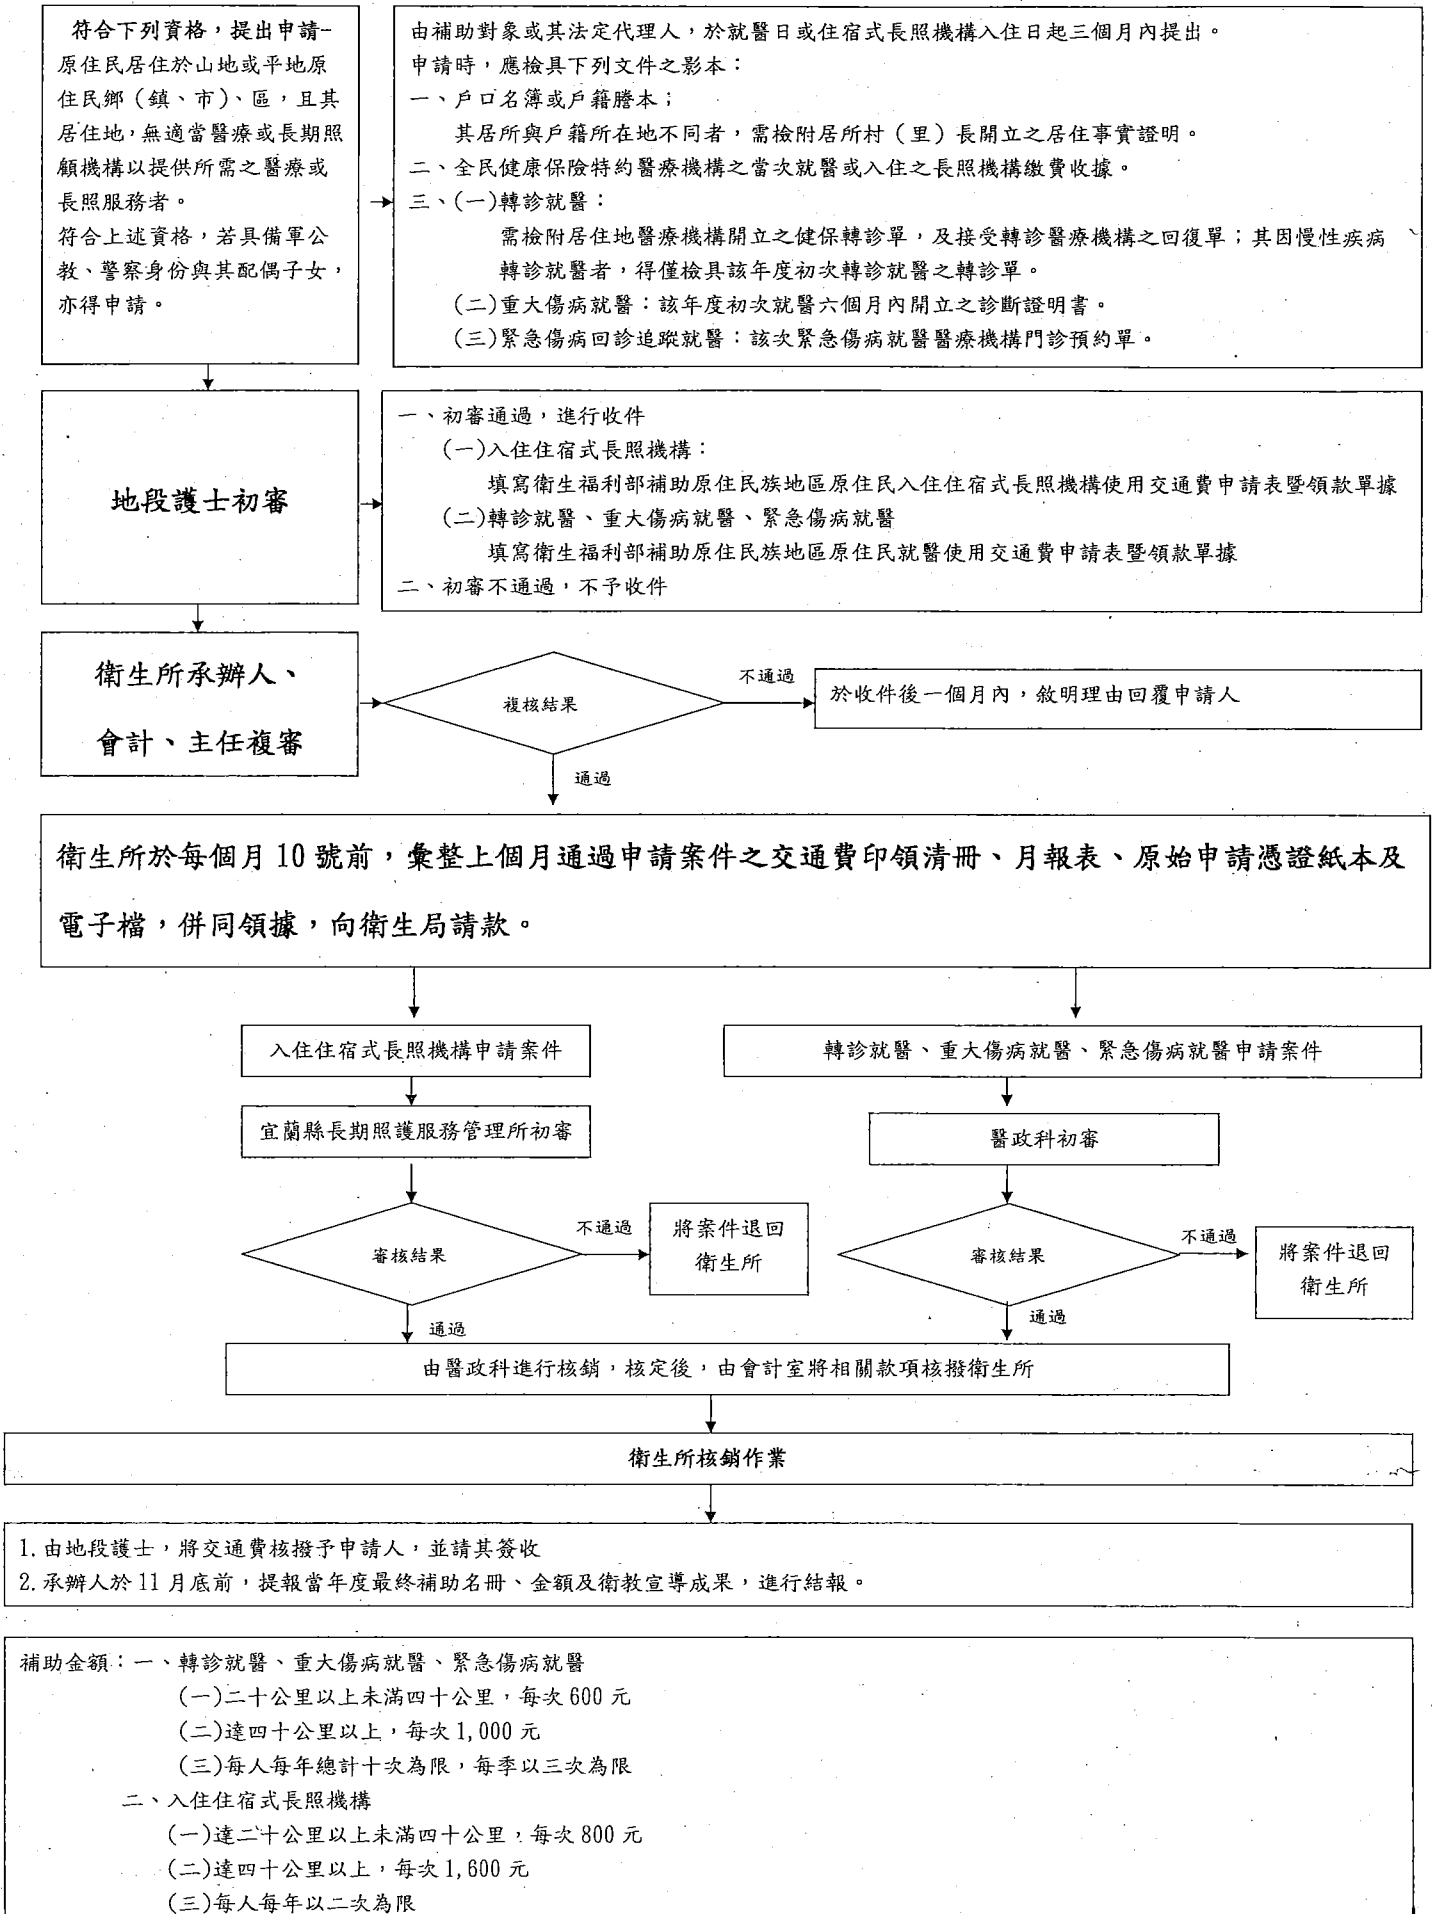 符合下列資格，提出申請-
原住民居住於山地或平地原
住民鄉（鎮、市）、區，且其
居住地，無適當醫療或長期照
顧機構以提供所需之醫療或
長照服務者。
符合上述資格，若具備軍公
教、警察身份與其配偶子女，
亦得申請。
由補助對象或其法定代理人，於就醫日或住宿式長照機構入住日起三個月內提出。
申請時，應檢具下列文件之影本：
一、戶口名簿或戶籍謄本；
其居所與戶籍所在地不同者，需檢附居所村（里）長開立之居住事實證明。
二、全民健康保險特約醫療機構之當次就醫或入住之長照機構繳費收據。
三、(一)轉診就醫：
需檢附居住地醫療機構開立之健保轉診單，及接受轉診醫療機構之回復單；其因慢性疾病
轉診就醫者，得僅檢具該年度初次轉診就醫之轉診單。
(二)重大傷病就醫：該年度初次就醫六個月內開立之診斷證明書。
(三)緊急傷病回診追蹤就醫：該次緊急傷病就醫醫療機構門診預約單。
地段護士初審
一、初審通過，進行收件
(一)入住住宿式長照機構：
填寫衛生福利部補助原住民族地區原住民入住住宿式長照機構使用交通費申請表暨領款單據
(二)轉診就醫、重大傷病就醫、緊急傷病就醫
填寫衛生福利部補助原住民族地區原住民就醫使用交通費申請表暨領款單據
二、初審不通過，不予收件
衛生所承辦人、
會計、主任複審
複核結果
不通過
於收件後一個月內，敘明理由回覆申請人
通過
衛生所於每個月 10 號前，彙整上個月通過申請案件之交通費印領清冊、月報表、原始申請憑證紙本及
電子檔，併同領據，向衛生局請款。
入住住宿式長照機構申請案件
轉診就醫、重大傷病就醫、緊急傷病就醫申請案件
宜蘭縣長期照護服務管理所初審
醫政科初審
審核結果
不通過
將案件退回
衛生所
審核結果
不通過
將案件退回
衛生所
通過
通過
由醫政科進行核銷，核定後，由會計室將相關款項核撥衛生所
衛生所核銷作業
1.由地段護士，將交通費核撥予申請人，並請其簽收
2.承辦人於 11 月底前，提報當年度最終補助名冊、金額及衛教宣導成果，進行結報。
補助金額：一、轉診就醫、重大傷病就醫、緊急傷病就醫
(一)二十公里以上未滿四十公里，每次 600 元
(二)達四十公里以上，每次 1,000 元
(三)每人每年總計十次為限，每季以三次為限
二、入住住宿式長照機構
(一)達二十公里以上未滿四十公里，每次 800 元
(二)達四十公里以上，每次 1,600 元
(三)每人每年以二次為限